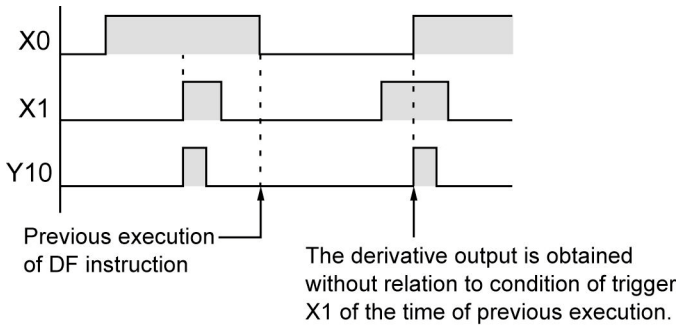 X0
X1
Y10
Previous execution
of DF instruction
The derivative output is obtained
without relation to condition of trigger
X1 of the time of previous execution.